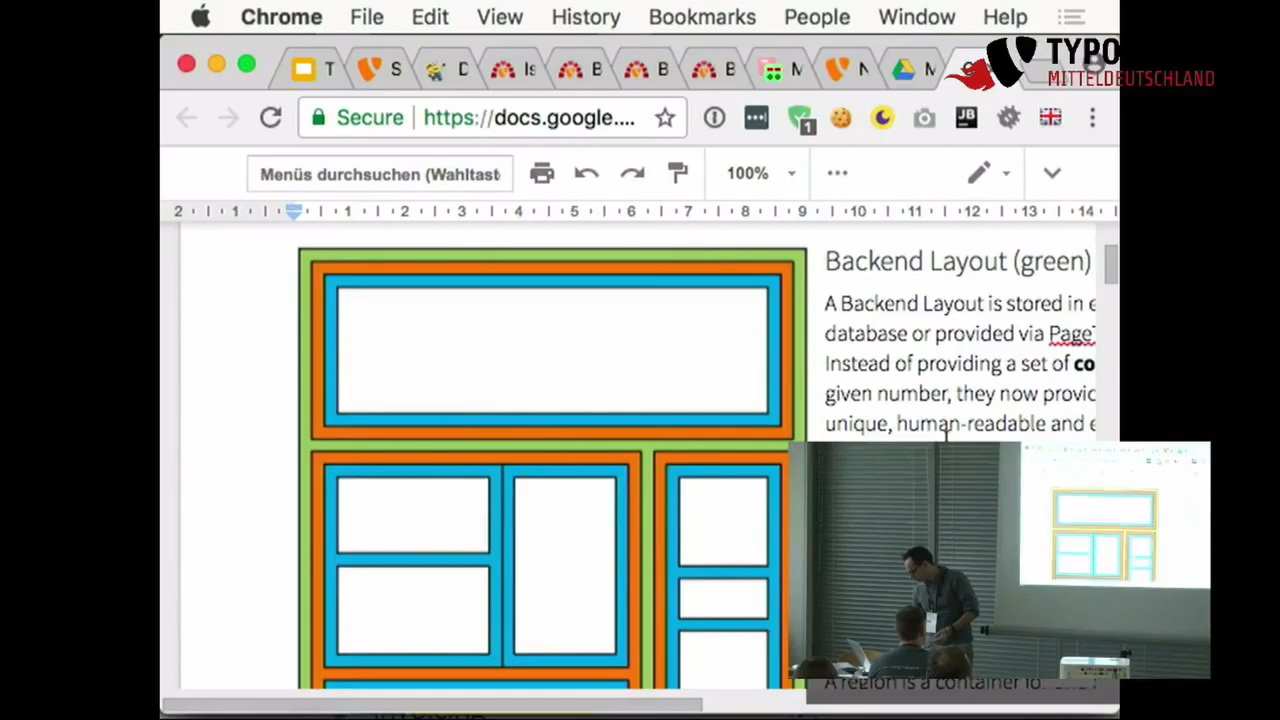 Chrome File Edit View History Bookmarks People Window Help
TYPO
MITTELDEUTSCHLAND
T S D Is B B B M N M
Secure https://docs.google....
1
JB
Menüs durchsuchen (Wahltast
100%
2 1 1 2 3 4 5 6 7 8 9 10 11 12 13 14
Backend Layout (green)
A Backend Layout is stored in e
database or provided via Page
Instead of providing a set of co
given number, they now provid
unique, human-readable and e
A region is a container fo